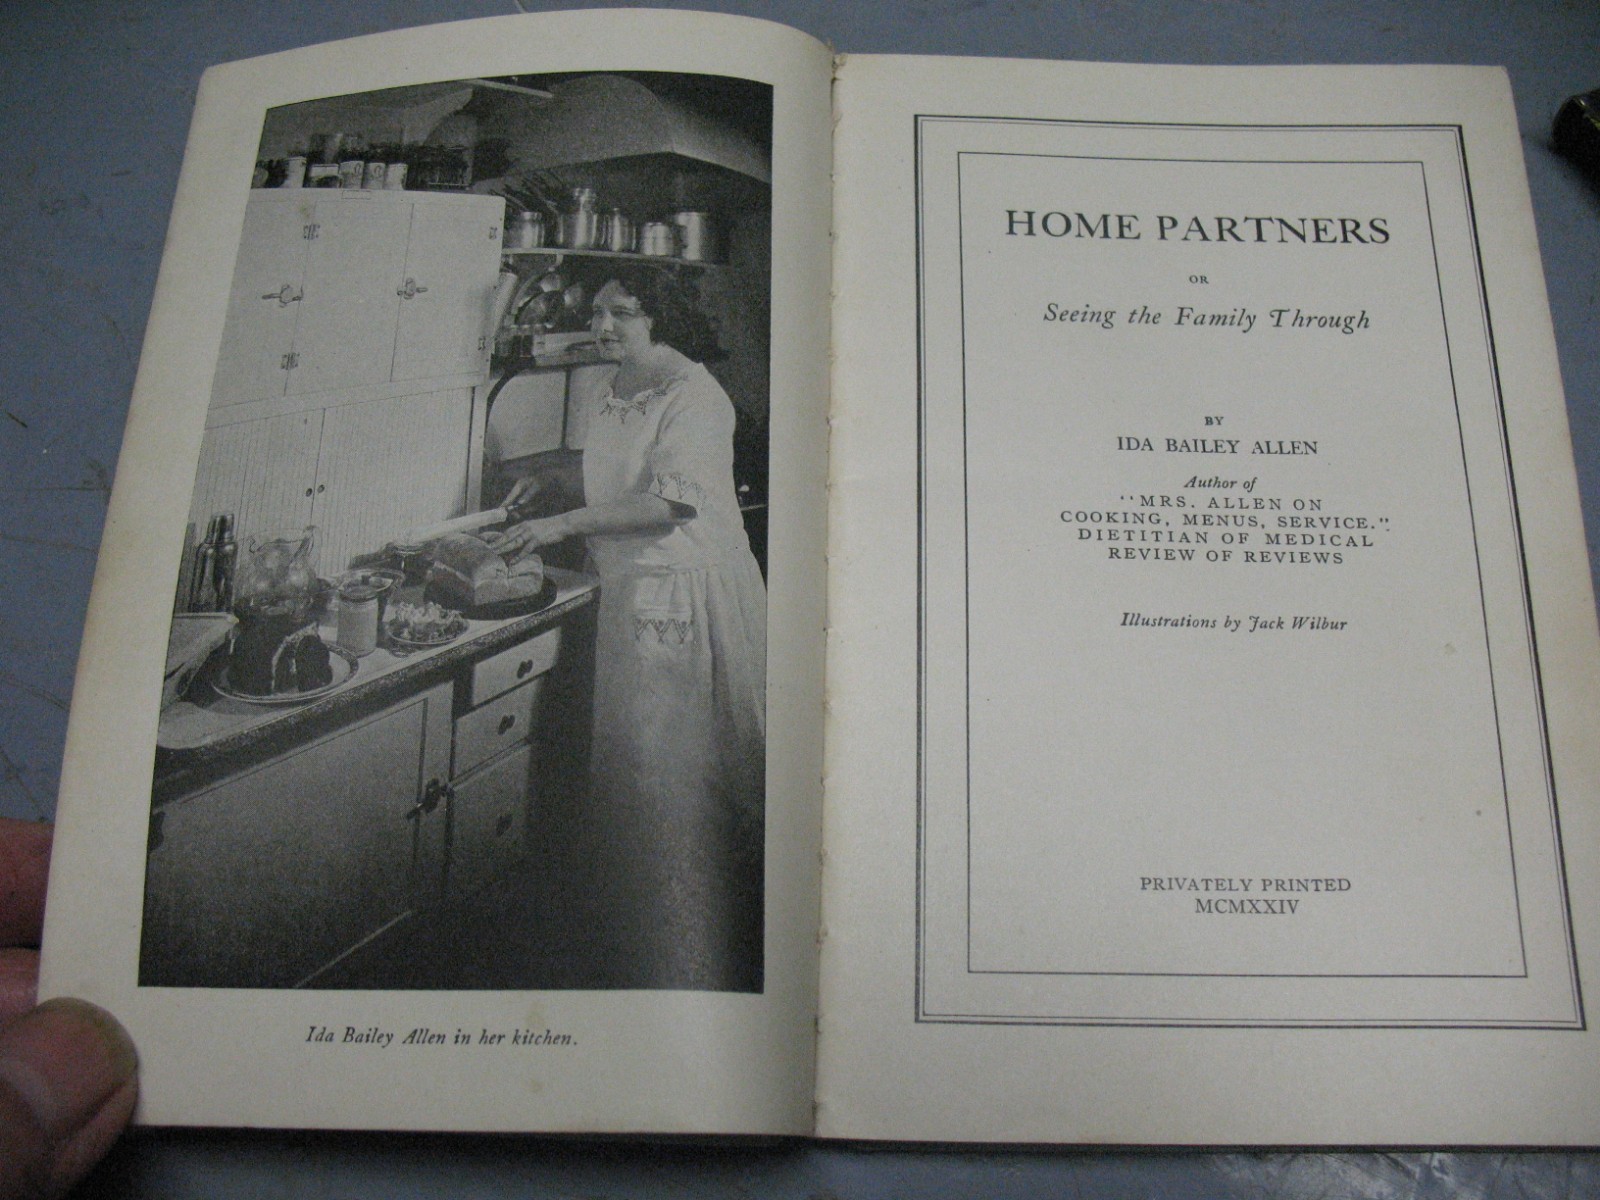 Ida Bailey Allen in her kitchen.
HOME PARTNERS
OR
Seeing the Family Through
BY
IDA BAILEY ALLEN
Author of
"MRS. ALLEN ON
COOKING, MENUS, SERVICE."
DIETITIAN OF MEDICAL
REVIEW OF REVIEWS
Illustrations by Jack Wilbur
PRIVATELY PRINTED
MCMXXIV